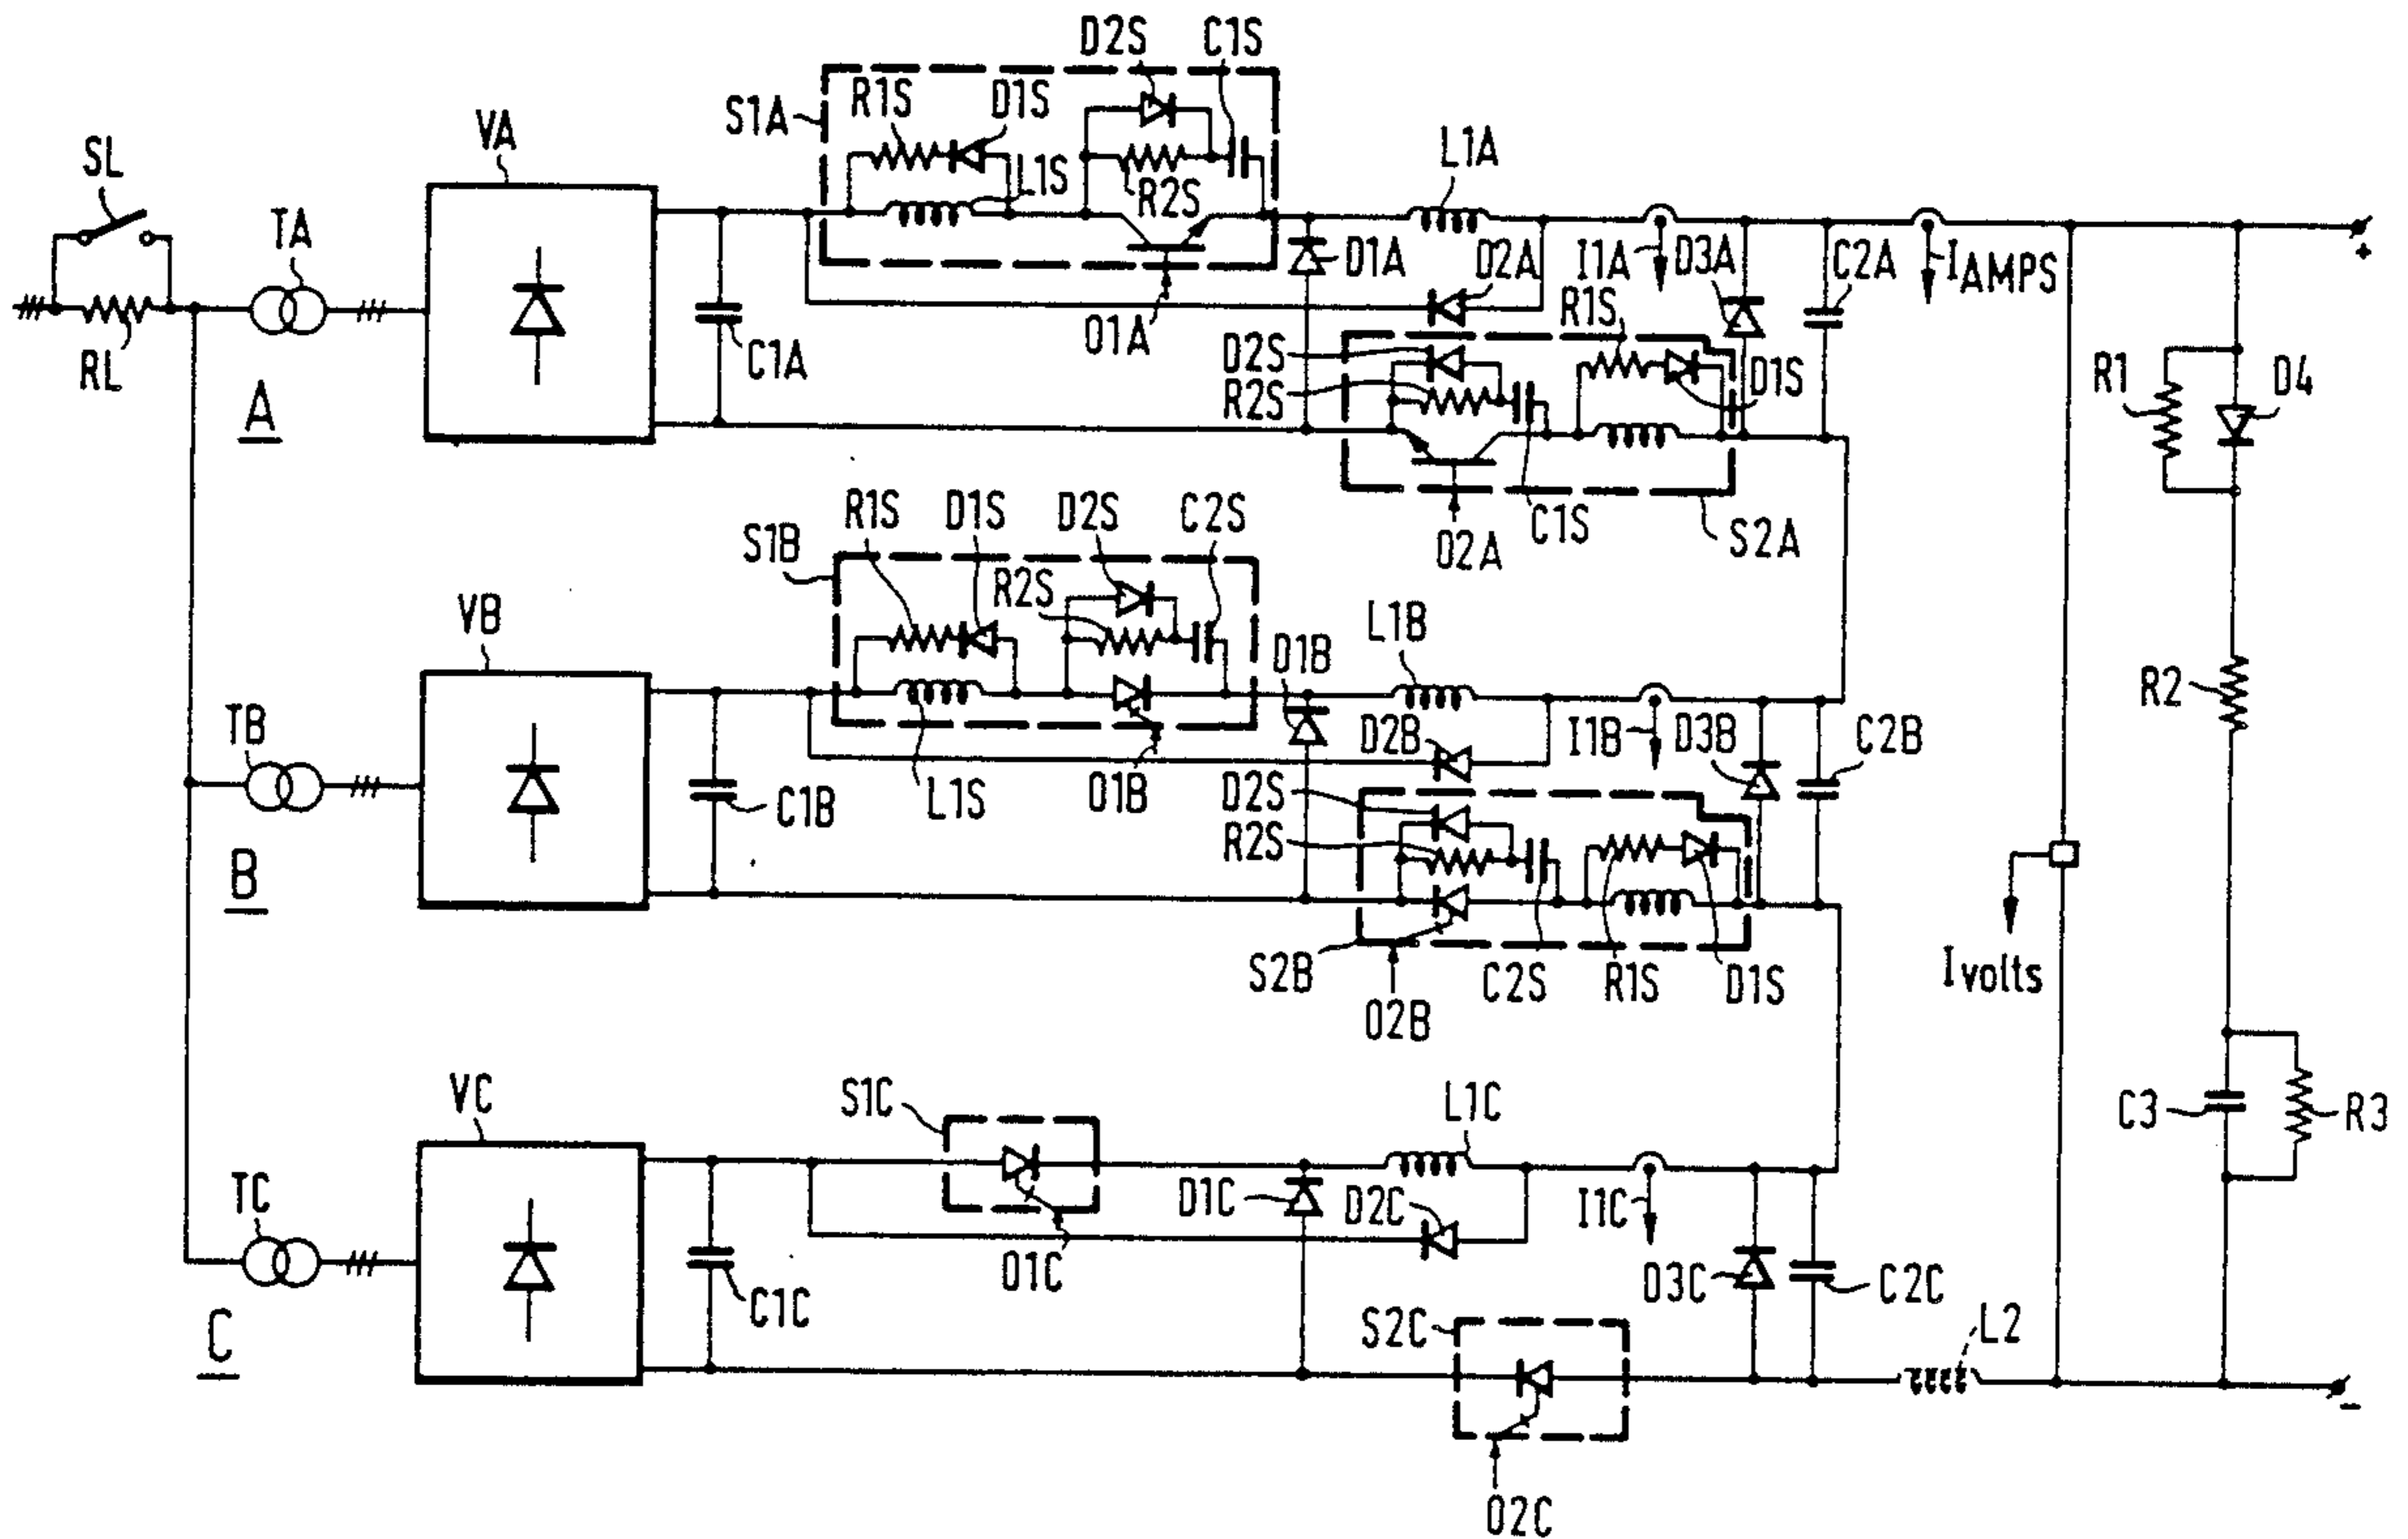 D2S
C1S
R1S
D1S
S1A
VA
SL
L1A
L1S
R2S
TA
D1A
D2A
I1A
D3A
C2A
I AMPS
+
RL
C1A
O1A
R1S
D2S
R2S
D1S
R1
D4
A
C1S
O2A
S2A
R1S
D1S
D2S
C2S
S1B
R2S
VB
L1B
D1B
R2
TB
D2B
I1B
D3B
C2B
C1B
L1S
O1B
D2S
R2S
B
S2B
C2S
R1S
D1S
I volts
O2B
VC
S1C
L1C
C3
R3
TC
D1C
D2C
I1C
O1C
D3C
C2C
C1C
C
S2C
L2
-
O2C